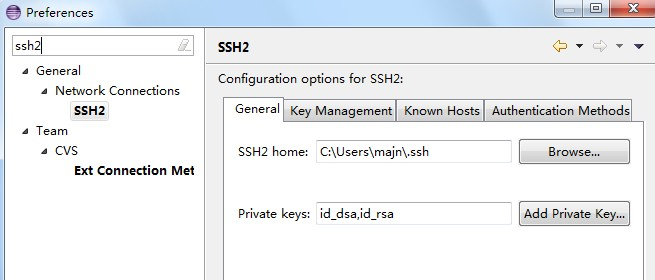 Preferences
ssh2
General
Network Connections
SSH2
Team
CVS
Ext Connection Met
SSH2
Configuration options for SSH2:
General Key Management Known Hosts Authentication Methods
SSH2 home: C:\Users\majn\.ssh Browse...
Private keys: id_dsa,id_rsa Add Private Key...